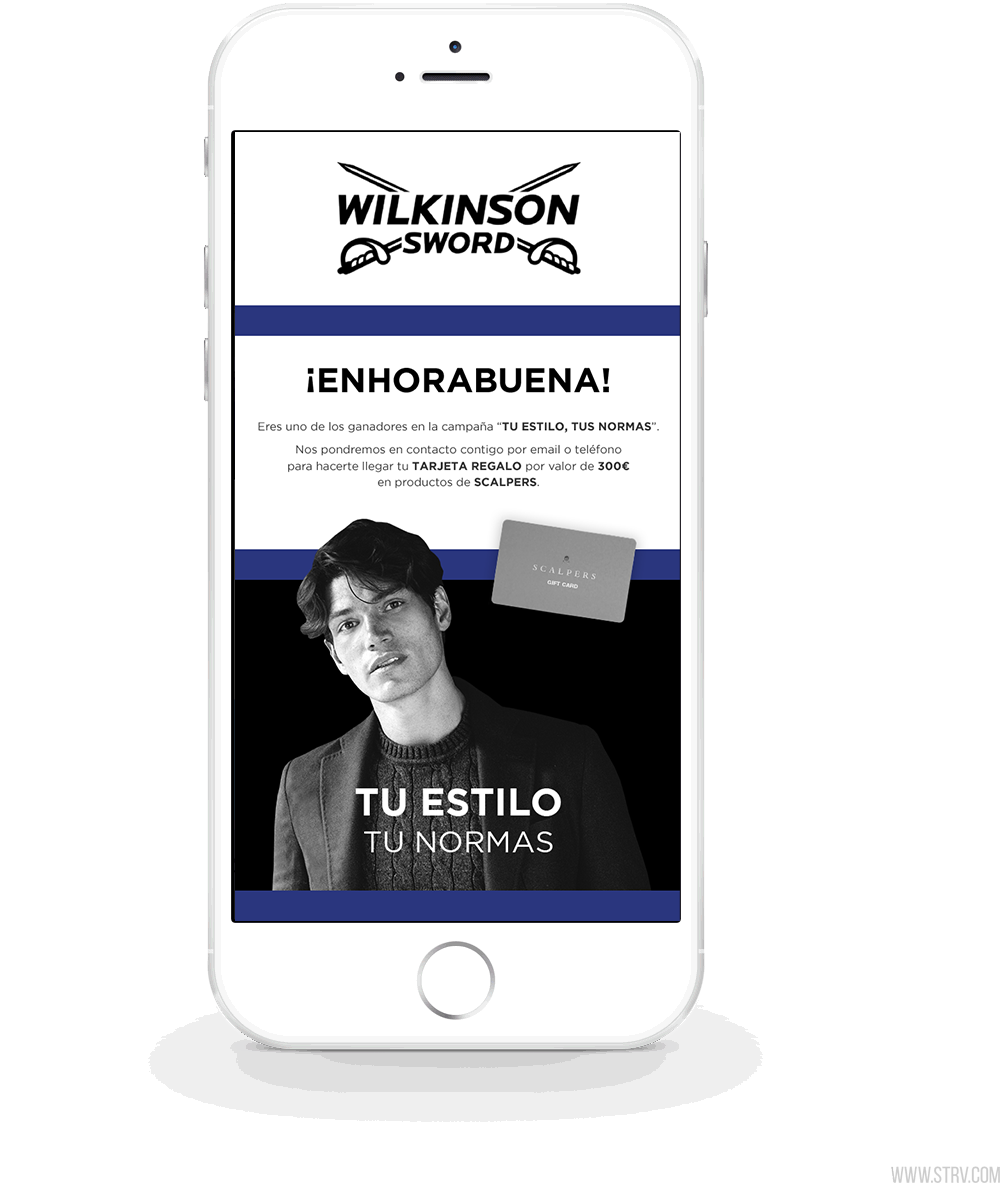 WILKINSON
SWORD
¡ENHORABUENA!
Eres uno de los ganadores en la campaña “TU ESTILO, TUS NORMAS”.
Nos pondremos en contacto contigo por email o teléfono
para hacerte llegar tu TARJETA REGALO por valor de 300€
en productos de SCALPERS.
SCALPERS
GIFT CARD
TU ESTILO
TU NORMAS
WWW.STRV.COM